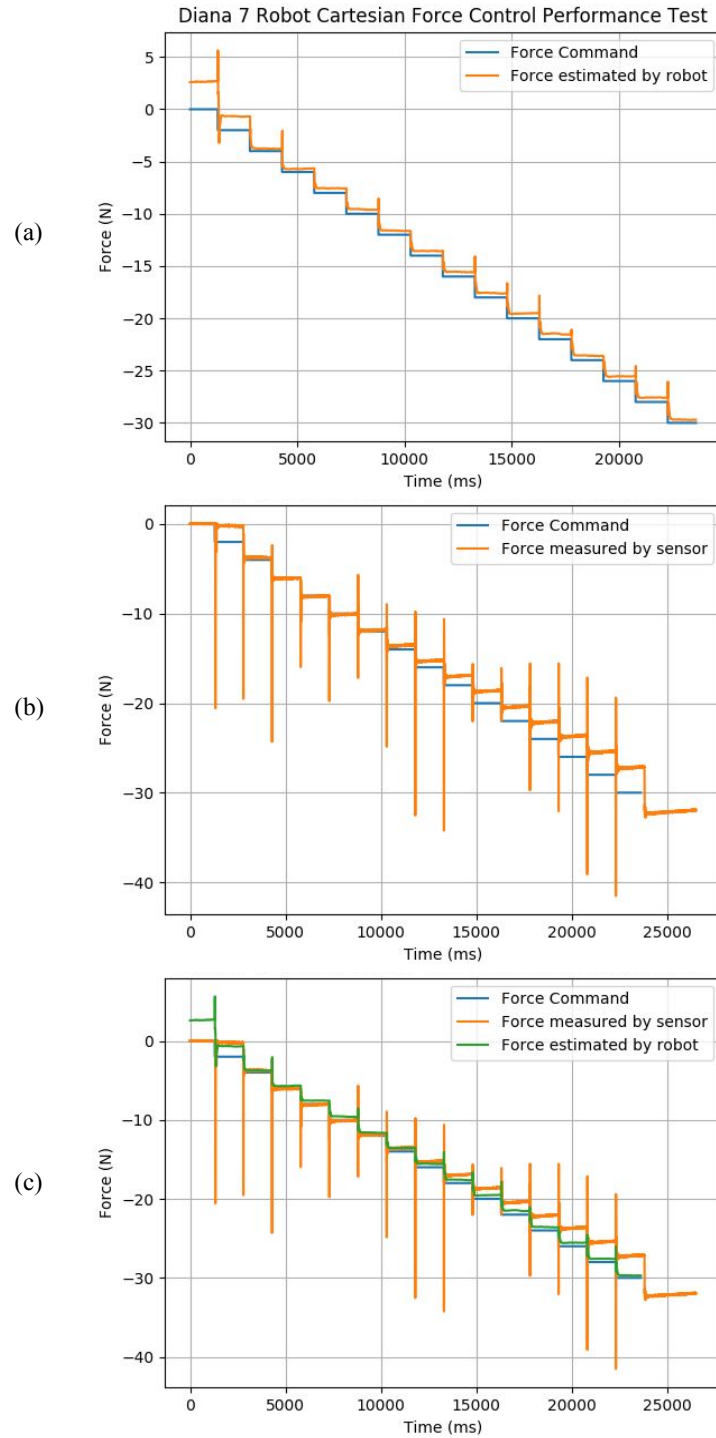 Diana 7 Robot Cartesian Force Control Performance Test
(a)
Force (N)
5
0
−5
−10
−15
−20
−25
−30
Force Command
Force estimated by robot
0
5000
10000
15000
20000
Time (ms)
(b)
Force (N)
0
−10
−20
−30
−40
Force Command
Force measured by sensor
0
5000
10000
15000
20000
25000
Time (ms)
(c)
Force (N)
0
−10
−20
−30
−40
Force Command
Force measured by sensor
Force estimated by robot
0
5000
10000
15000
20000
25000
Time (ms)